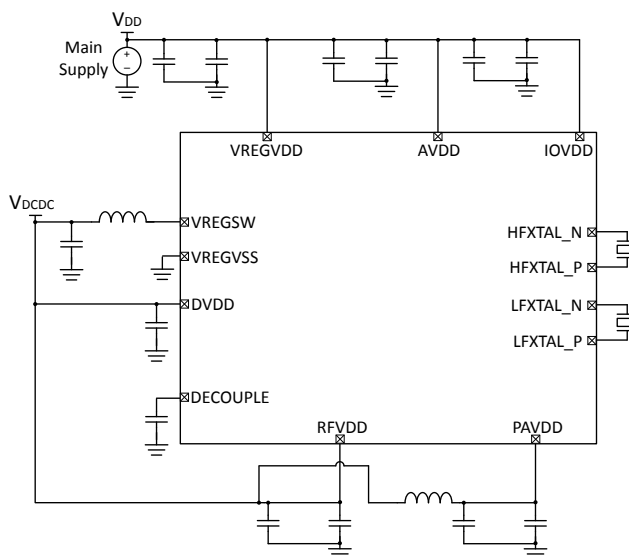 VDD
Main
Supply
+
−
VREGVDD
AVDD
IOVDD
VDCDC
VREGSW
HFXTAL_N
VREGVSS
HFXTAL_P
DVDD
LFXTAL_N
LFXTAL_P
DECOUPLE
RFVDD
PAVDD